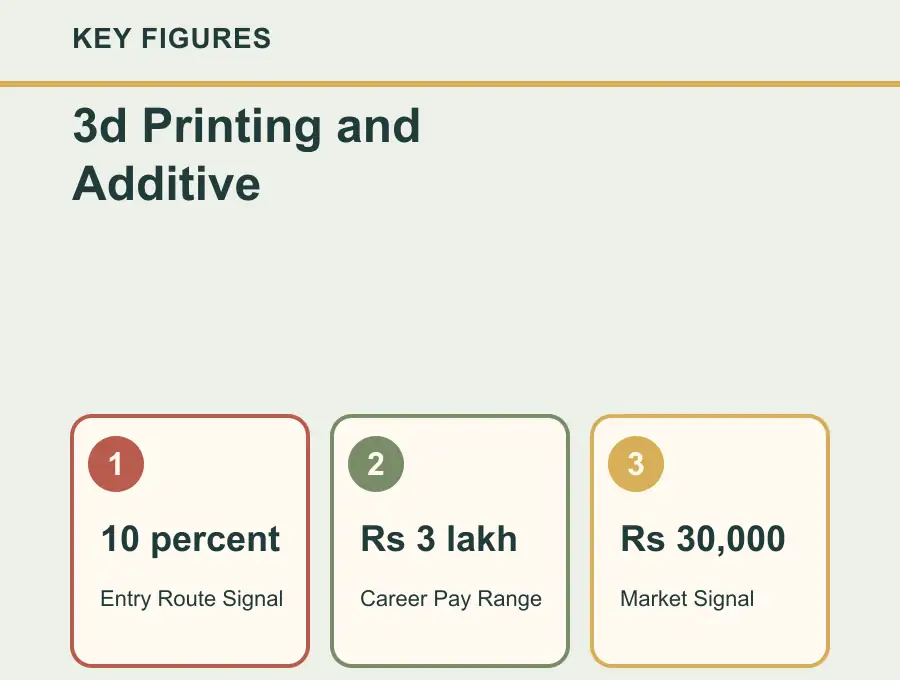 KEY FIGURES
3d Printing and
Additive
1
10 percent
Entry Route Signal
2
Rs 3 lakh
Career Pay Range
3
Rs 30,000
Market Signal